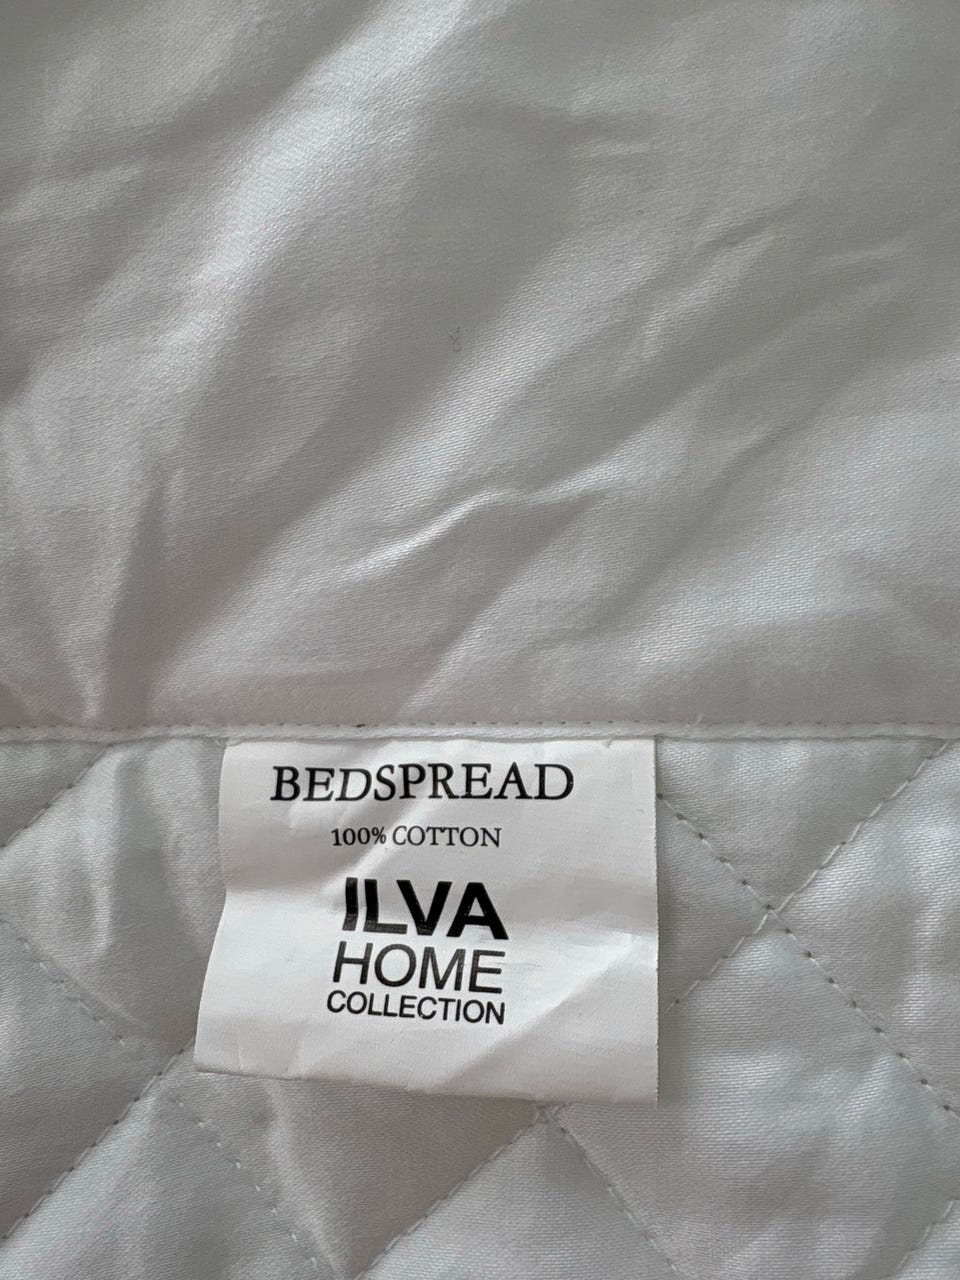 BEDSPREAD
100% COTTON
ILVA
HOME
COLLECTION